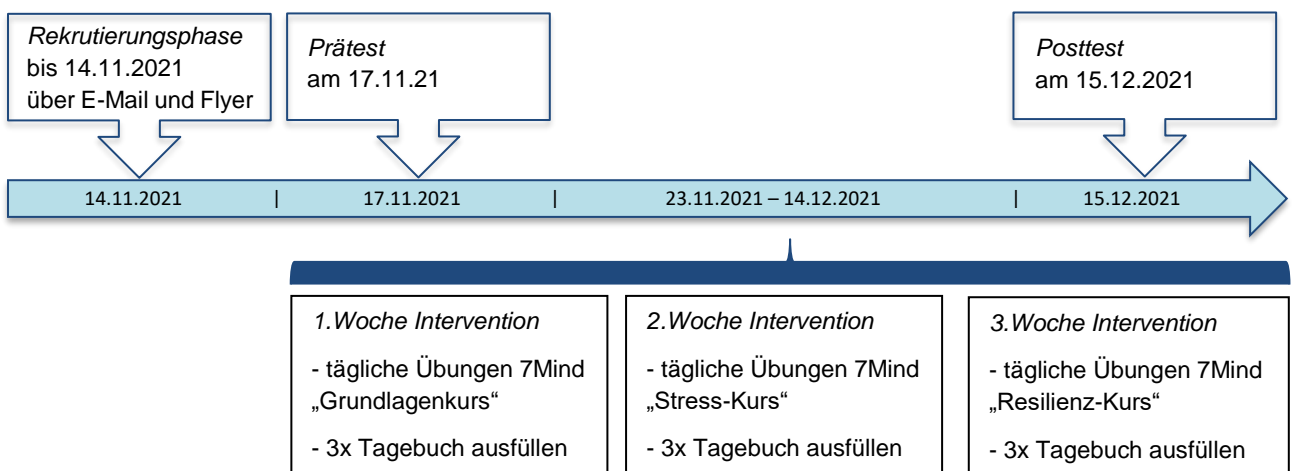 Rekrutierungsphase
bis 14.11.2021
über E-Mail und Flyer
Prätest
am 17.11.21
Posttest
am 15.12.2021
14.11.2021 | 17.11.2021 | 23.11.2021 – 14.12.2021 | 15.12.2021
1.Woche Intervention
- tägliche Übungen 7Mind
„Grundlagenkurs“
- 3x Tagebuch ausfüllen
2.Woche Intervention
- tägliche Übungen 7Mind
„Stress-Kurs“
- 3x Tagebuch ausfüllen
3.Woche Intervention
- tägliche Übungen 7Mind
„Resilienz-Kurs“
- 3x Tagebuch ausfüllen